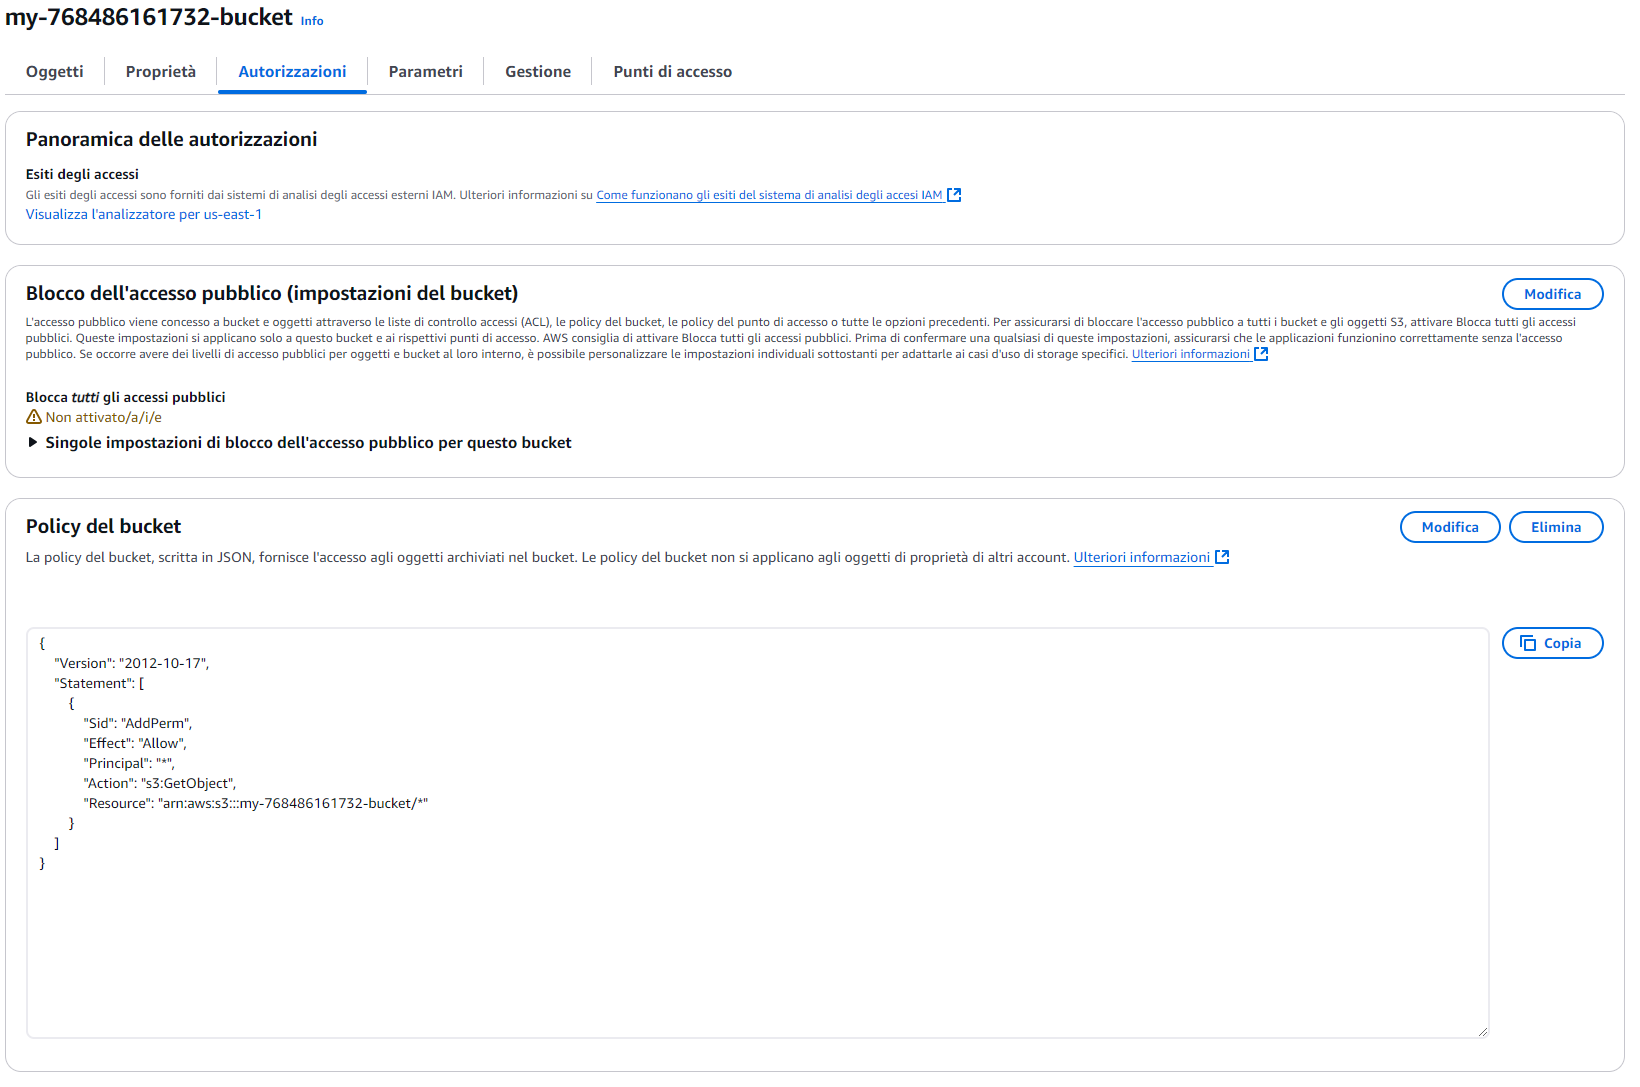 my-768486161732-bucket Info
Oggetti Proprietà Autorizzazioni Parametri Gestione Punti di accesso
Panoramica delle autorizzazioni
Esiti degli accessi
Gli esiti degli accessi sono forniti dai sistemi di analisi degli accessi esterni IAM. Ulteriori informazioni su Come funzionano gli esiti del sistema di analisi degli accesi IAM
Visualizza l'analizzatore per us-east-1
Blocco dell'accesso pubblico (impostazioni del bucket)
Modifica
L'accesso pubblico viene concesso a bucket e oggetti attraverso le liste di controllo accessi (ACL), le policy del bucket, le policy del punto di accesso o tutte le opzioni precedenti. Per assicurarsi di bloccare l'accesso pubblico a tutti i bucket e gli oggetti S3, attivare Blocca tutti gli accessi
pubblici. Queste impostazioni si applicano solo a questo bucket e ai rispettivi punti di accesso. AWS consiglia di attivare Blocca tutti gli accessi pubblici. Prima di confermare una qualsiasi di queste impostazioni, assicurarsi che le applicazioni funzionino correttamente senza l'accesso
pubblico. Se occorre avere dei livelli di accesso pubblici per oggetti e bucket al loro interno, è possibile personalizzare le impostazioni individuali sottostanti per adattarle ai casi d'uso di storage specifici. Ulteriori informazioni
Blocca tutti gli accessi pubblici
Non attivato/a/i/e
Singole impostazioni di blocco dell'accesso pubblico per questo bucket
Policy del bucket
Modifica Elimina
La policy del bucket, scritta in JSON, fornisce l'accesso agli oggetti archiviati nel bucket. Le policy del bucket non si applicano agli oggetti di proprietà di altri account. Ulteriori informazioni
Copia
{
"Version": "2012-10-17",
"Statement": [
{
"Sid": "AddPerm",
"Effect": "Allow",
"Principal": "*",
"Action": "s3:GetObject",
"Resource": "arn:aws:s3:::my-768486161732-bucket/*"
}
]
}